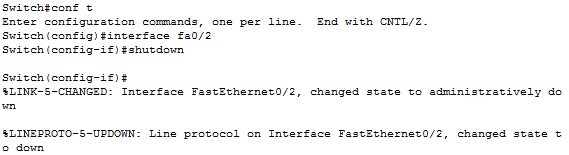 Switch#conf t
Enter configuration commands, one per line.  End with CNTL/Z.
Switch(config)#interface fa0/2
Switch(config-if)#shutdown
Switch(config-if)#
%LINK-5-CHANGED: Interface FastEthernet0/2, changed state to administratively do
wn
%LINEPROTO-5-UPDOWN: Line protocol on Interface FastEthernet0/2, changed state t
o down